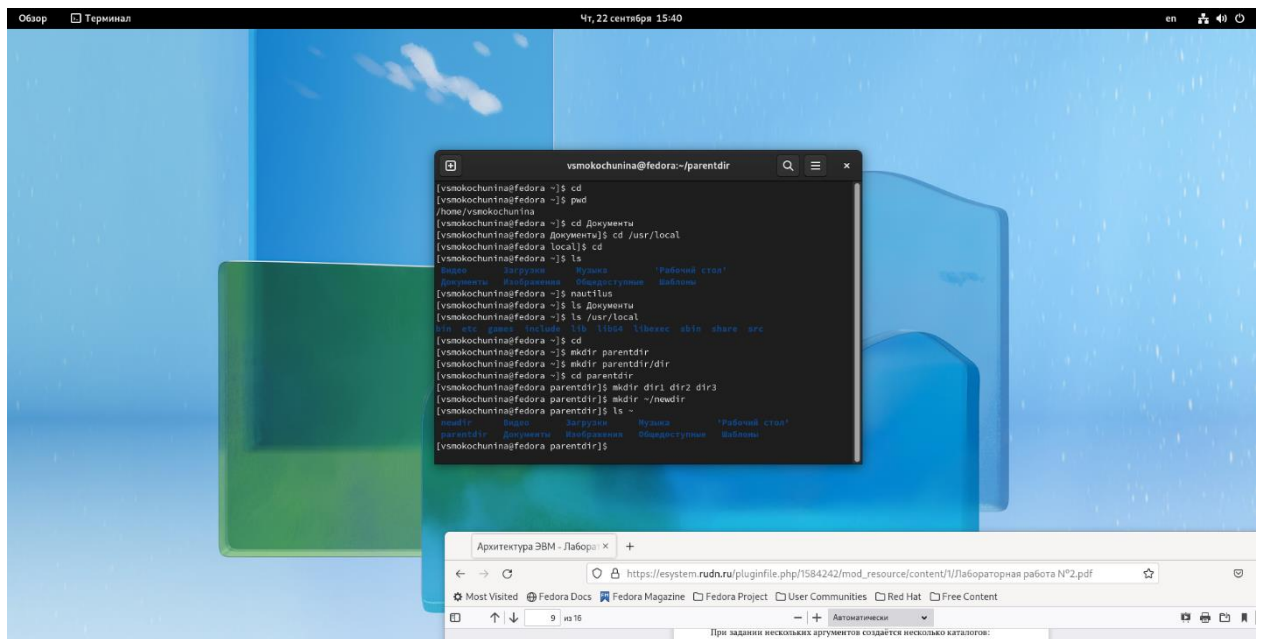 Обзор Терминал Чт, 22 сентября 15:40 en
vsmokochunina@fedora:~/parentdir
[vsmokochunina@fedora ~]$ cd
[vsmokochunina@fedora ~]$ pwd
/home/vsmokochunina
[vsmokochunina@fedora ~]$ cd Документы
[vsmokochunina@fedora Документы]$ cd /usr/local
[vsmokochunina@fedora local]$ cd
[vsmokochunina@fedora ~]$ ls
Видео Загрузки Музыка 'Рабочий стол'
Документы Изображения Общедоступные Шаблоны
[vsmokochunina@fedora ~]$ nautilus
[vsmokochunina@fedora ~]$ ls Документы
[vsmokochunina@fedora ~]$ ls /usr/local
bin etc games include lib lib64 libexec sbin share src
[vsmokochunina@fedora ~]$ cd
[vsmokochunina@fedora ~]$ mkdir parentdir
[vsmokochunina@fedora ~]$ mkdir parentdir/dir
[vsmokochunina@fedora ~]$ cd parentdir
[vsmokochunina@fedora parentdir]$ mkdir dir1 dir2 dir3
[vsmokochunina@fedora parentdir]$ mkdir ~/newdir
[vsmokochunina@fedora parentdir]$ ls ~
newdir Видео Загрузки Музыка 'Рабочий стол'
parentdir Документы Изображения Общедоступные Шаблоны
[vsmokochunina@fedora parentdir]$
Архитектура ЭВМ – Лабора
https://esystem.rudn.ru/pluginfile.php/1584242/mod_resource/content/1/Лабораторная работа №2.pdf
Most Visited Fedora Docs Fedora Magazine Fedora Project User Communities Red Hat Free Content
9 из 16 Автоматически
При задании нескольких аргументов создаётся несколько каталогов: